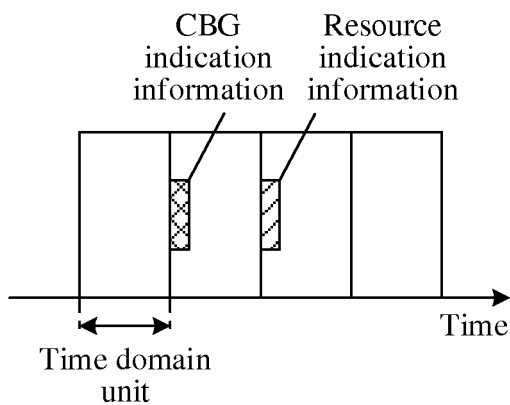 CBG
indication
information
Resource
indication
information
Time
Time domain
unit